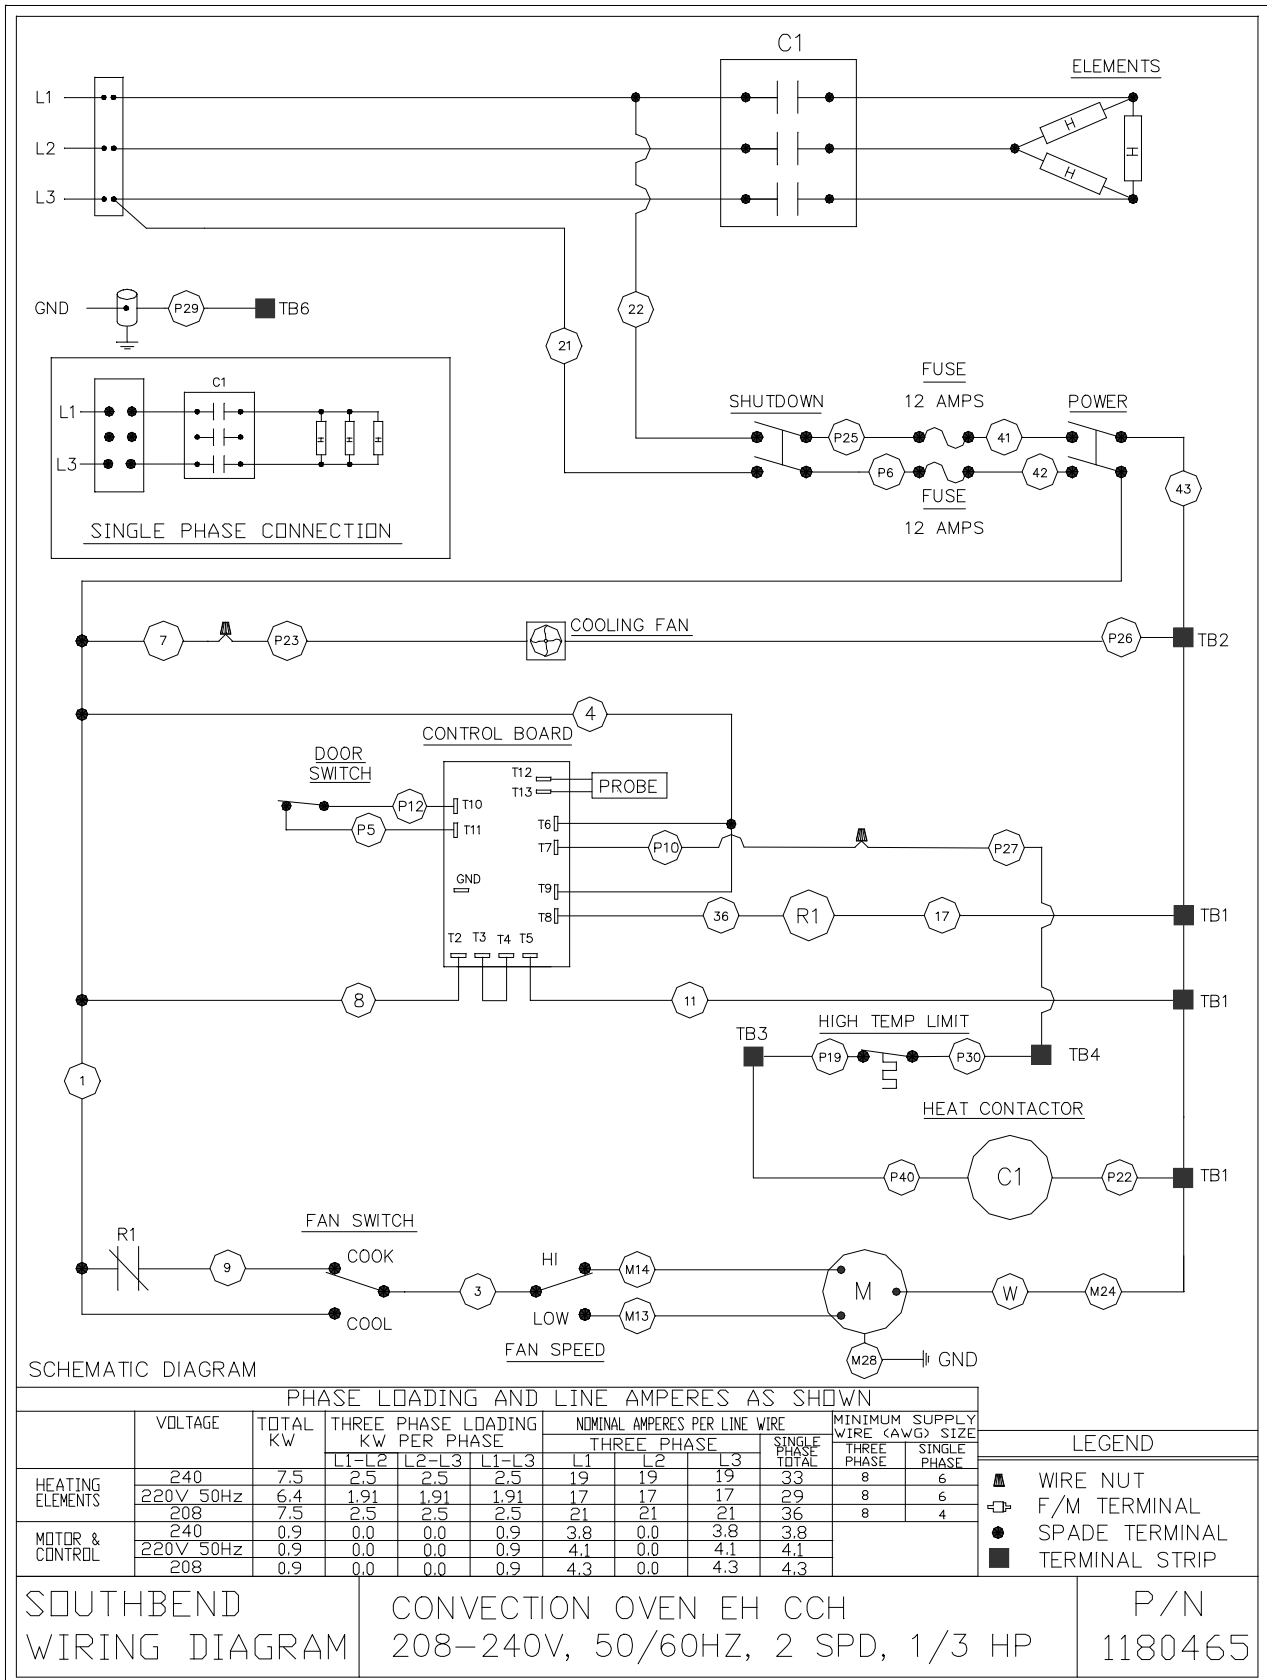 C1
ELEMENTS
L1
H
L2
H
H
L3
GND
P29
TB6
22
21
C1
L1
H
H
H
L3
SINGLE PHASE CONNECTION
FUSE
12 AMPS
SHUTDOWN
POWER
P25
41
P6
42
43
FUSE
12 AMPS
7
P23
COOLING FAN
P26
TB2
4
CONTROL BOARD
DOOR
SWITCH
T12
T13
PROBE
P12
T10
P5
T11
T6
T7
P10
P27
GND
T9
T8
36
R1
17
TB1
T2
T3
T4
T5
8
11
TB1
HIGH TEMP LIMIT
TB3
P19
P30
TB4
1
HEAT CONTACTOR
P40
C1
P22
TB1
FAN SWITCH
R1
COOK
9
HI
M14
3
M
W
M24
COOL
LOW
M13
FAN SPEED
M28
GND
SCHEMATIC DIAGRAM
PHASE LOADING AND LINE AMPERES AS SHOWN
VOLTAGE
TOTAL KW
THREE PHASE LOADING
KW PER PHASE
NOMINAL AMPERES PER LINE WIRE
MINIMUM SUPPLY
WIRE (AWG) SIZE
THREE PHASE
SINGLE PHASE TOTAL
THREE PHASE
SINGLE PHASE
L1-L2 L2-L3 L1-L3 L1 L2 L3
HEATING ELEMENTS
240 7.5 2.5 2.5 2.5 19 19 19 33 8 6
220V 50Hz 6.4 1.91 1.91 1.91 17 17 17 29 8 6
208 7.5 2.5 2.5 2.5 21 21 21 36 8 4
MOTOR & CONTROL
240 0.9 0.0 0.0 0.9 3.8 0.0 3.8 3.8
220V 50Hz 0.9 0.0 0.0 0.9 4.1 0.0 4.1 4.1
208 0.9 0.0 0.0 0.9 4.3 0.0 4.3 4.3
LEGEND
WIRE NUT
F/M TERMINAL
SPADE TERMINAL
TERMINAL STRIP
SOUTHBEND
WIRING DIAGRAM
CONVECTION OVEN EH CCH
208-240V, 50/60HZ, 2 SPD, 1/3 HP
P/N
1180465